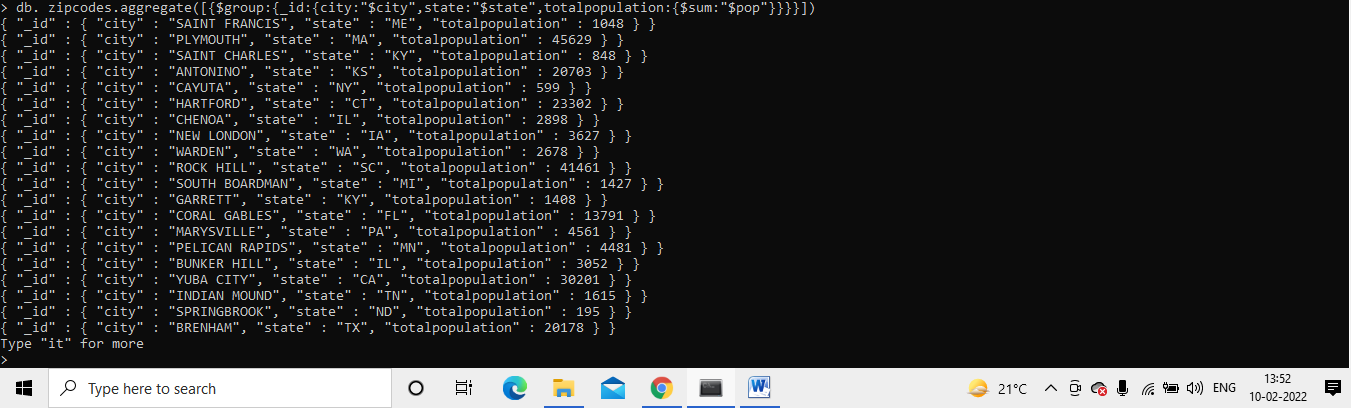 > db. zipcodes.aggregate([{$group:{_id:{city:"$city",state:"$state",totalpopulation:{$sum:"$pop"}}}}])
{ "_id" : { "city" : "SAINT FRANCIS", "state" : "ME", "totalpopulation" : 1048 } }
{ "_id" : { "city" : "PLYMOUTH", "state" : "MA", "totalpopulation" : 45629 } }
{ "_id" : { "city" : "SAINT CHARLES", "state" : "KY", "totalpopulation" : 848 } }
{ "_id" : { "city" : "ANTONINO", "state" : "KS", "totalpopulation" : 20703 } }
{ "_id" : { "city" : "CAYUTA", "state" : "NY", "totalpopulation" : 599 } }
{ "_id" : { "city" : "HARTFORD", "state" : "CT", "totalpopulation" : 23302 } }
{ "_id" : { "city" : "CHENOA", "state" : "IL", "totalpopulation" : 2898 } }
{ "_id" : { "city" : "NEW LONDON", "state" : "IA", "totalpopulation" : 3627 } }
{ "_id" : { "city" : "WARDEN", "state" : "WA", "totalpopulation" : 2678 } }
{ "_id" : { "city" : "ROCK HILL", "state" : "SC", "totalpopulation" : 41461 } }
{ "_id" : { "city" : "SOUTH BOARDMAN", "state" : "MI", "totalpopulation" : 1427 } }
{ "_id" : { "city" : "GARRETT", "state" : "KY", "totalpopulation" : 1408 } }
{ "_id" : { "city" : "CORAL GABLES", "state" : "FL", "totalpopulation" : 13791 } }
{ "_id" : { "city" : "MARYSVILLE", "state" : "PA", "totalpopulation" : 4561 } }
{ "_id" : { "city" : "PELICAN RAPIDS", "state" : "MN", "totalpopulation" : 4481 } }
{ "_id" : { "city" : "BUNKER HILL", "state" : "IL", "totalpopulation" : 3052 } }
{ "_id" : { "city" : "YUBA CITY", "state" : "CA", "totalpopulation" : 30201 } }
{ "_id" : { "city" : "INDIAN MOUND", "state" : "TN", "totalpopulation" : 1615 } }
{ "_id" : { "city" : "SPRINGBROOK", "state" : "ND", "totalpopulation" : 195 } }
{ "_id" : { "city" : "BRENHAM", "state" : "TX", "totalpopulation" : 20178 } }
Type "it" for more
>
Type here to search
21°C
ENG
13:52
10-02-2022